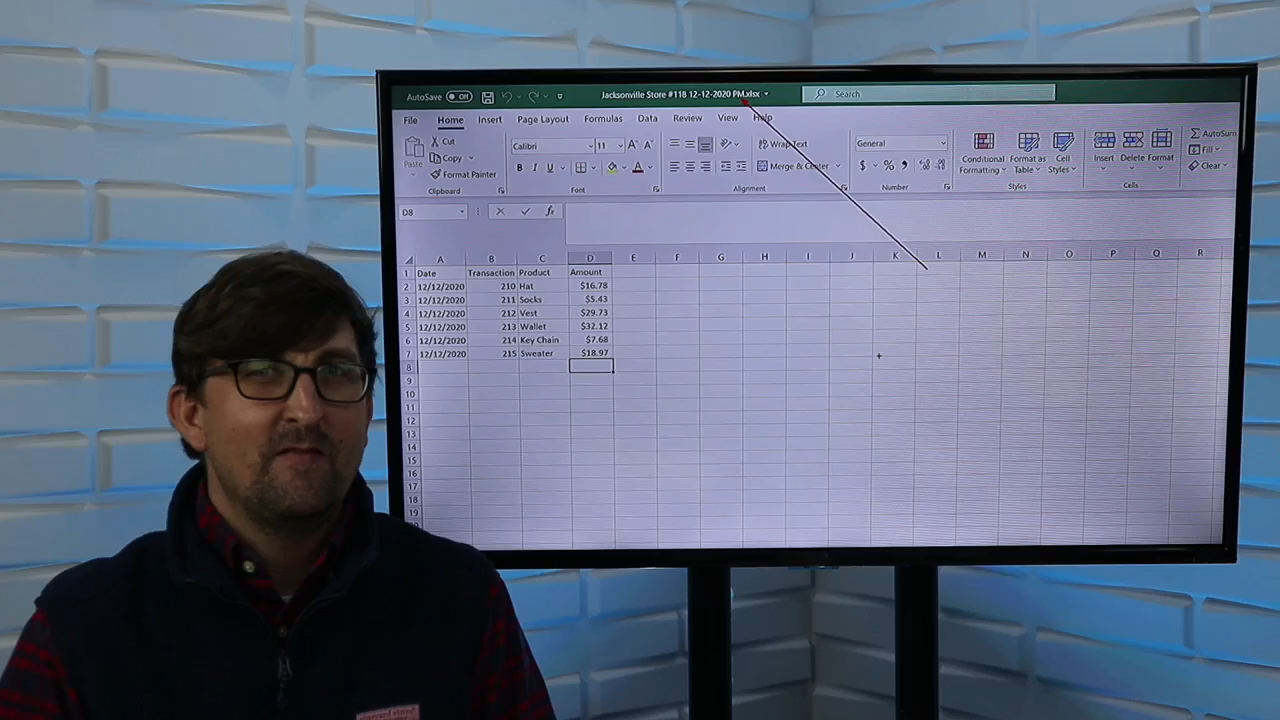 AutoSave Off Jacksonville Store #118 12-12-2020 PM.xlsx Search
File Home Insert Page Layout Formulas Data Review View Help
Paste Cut Copy Format Painter
Calibri 11 A A
B I U
Wrap Text
Merge & Center
General
$ % ,
Conditional Formatting Format as Table Cell Styles
Insert Delete Format
AutoSum
Fill
Clear
Clipboard Font Alignment Number Styles Cells
D8 fx
A B C D E F G H I J K L M N O P Q R
1 Date Transaction Product Amount
2 12/12/2020 210 Hat $16.78
3 12/12/2020 211 Socks $5.43
4 12/12/2020 212 Vest $29.73
5 12/12/2020 213 Wallet $32.12
6 12/12/2020 214 Key Chain $7.68
7 12/12/2020 215 Sweater $18.97
8
9
10
11
12
13
14
15
16
17
18
19